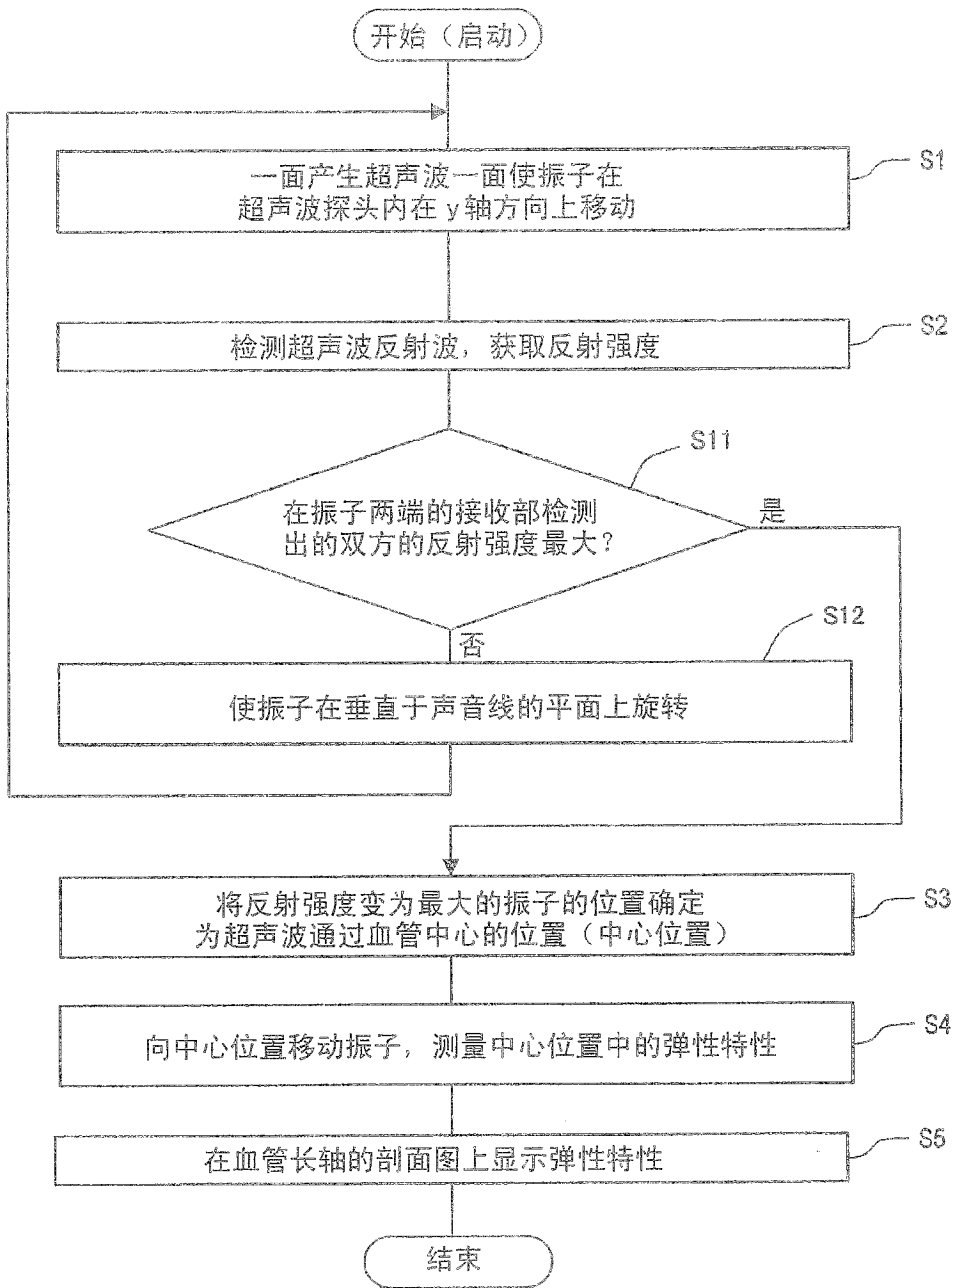 开始（启动）
一面产生超声波一面使振子在
超声波探头内在 y 轴方向上移动
S1
检测超声波反射波，获取反射强度
S2
在振子两端的接收部检测
出的双方的反射强度最大？
S11
是
否
使振子在垂直于声音线的平面上旋转
S12
将反射强度变为最大的振子的位置确定
为超声波通过血管中心的位置（中心位置）
S3
向中心位置移动振子，测量中心位置中的弹性特性
S4
在血管长轴的剖面图上显示弹性特性
S5
结束